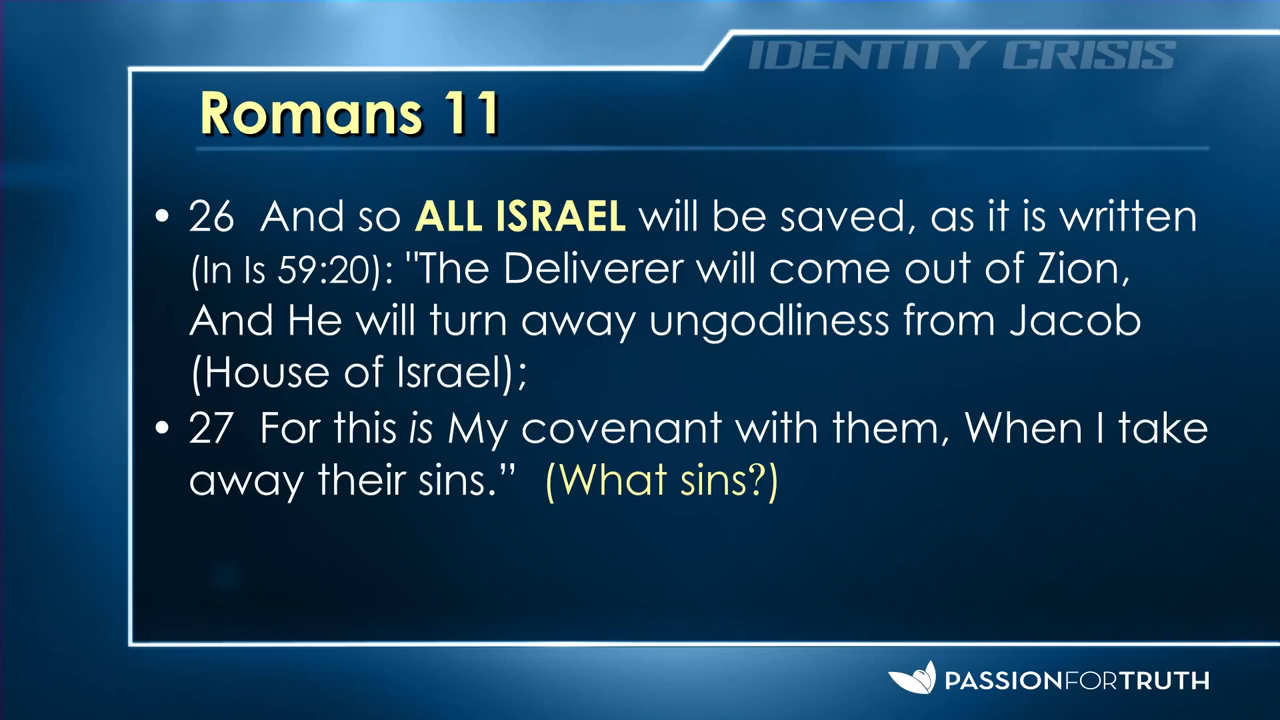 IDENTITY CRISIS
Romans 11
• 26 And so ALL ISRAEL will be saved, as it is written
(In Is 59:20): "The Deliverer will come out of Zion,
And He will turn away ungodliness from Jacob
(House of Israel);
• 27 For this is My covenant with them, When I take
away their sins.” (What sins?)
PASSIONFORTRUTH